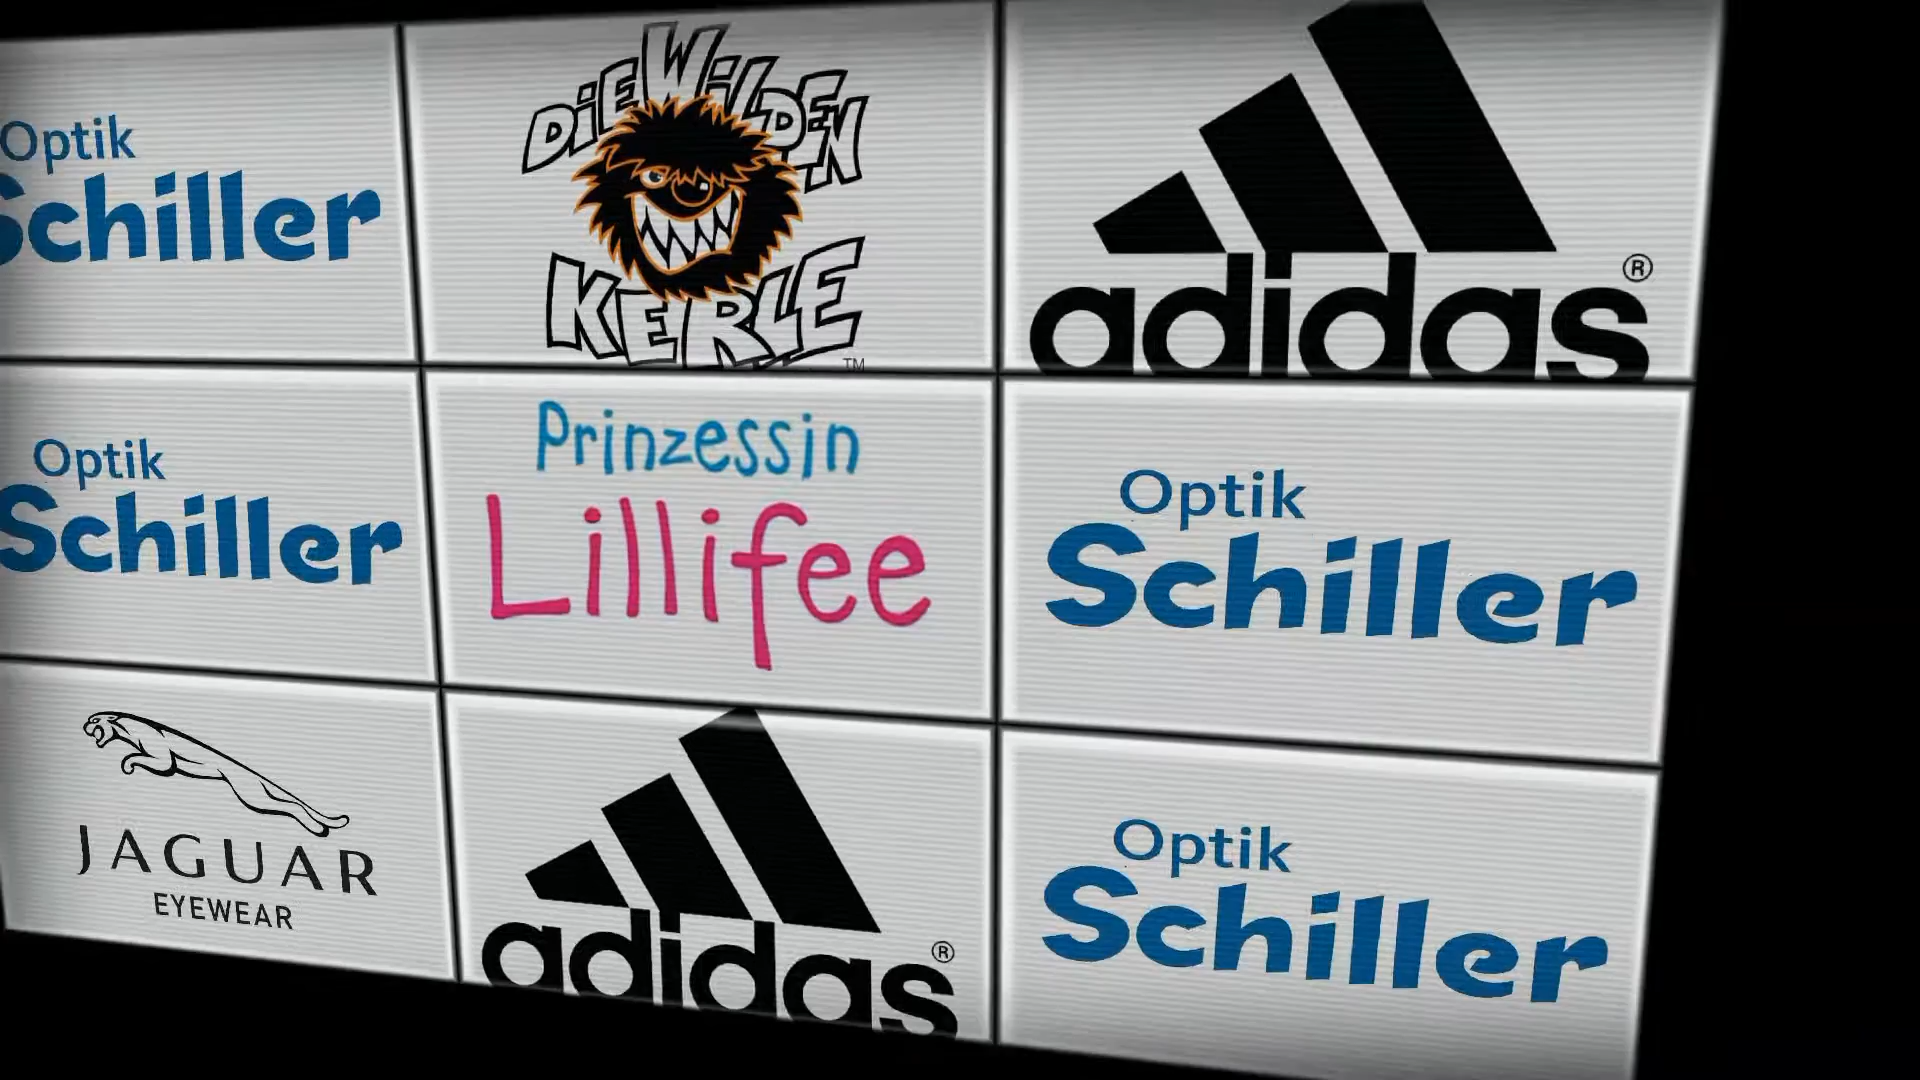 Optik
Schiller
DIE WILDEN
KERLE
TM
adidas
®
Optik
Schiller
Prinzessin
Lillifee
Optik
Schiller
JAGUAR
EYEWEAR
adidas
®
Optik
Schiller